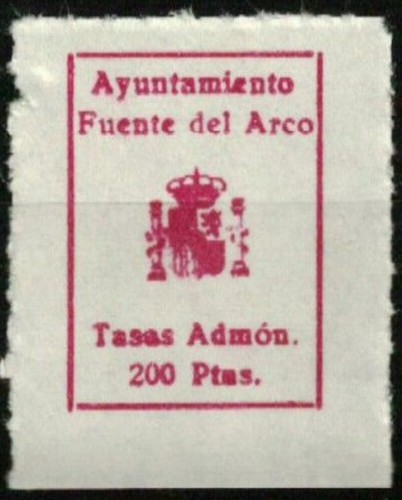 Ayuntamiento
Fuente del Arco
Tasas Admón.
200 Ptas.